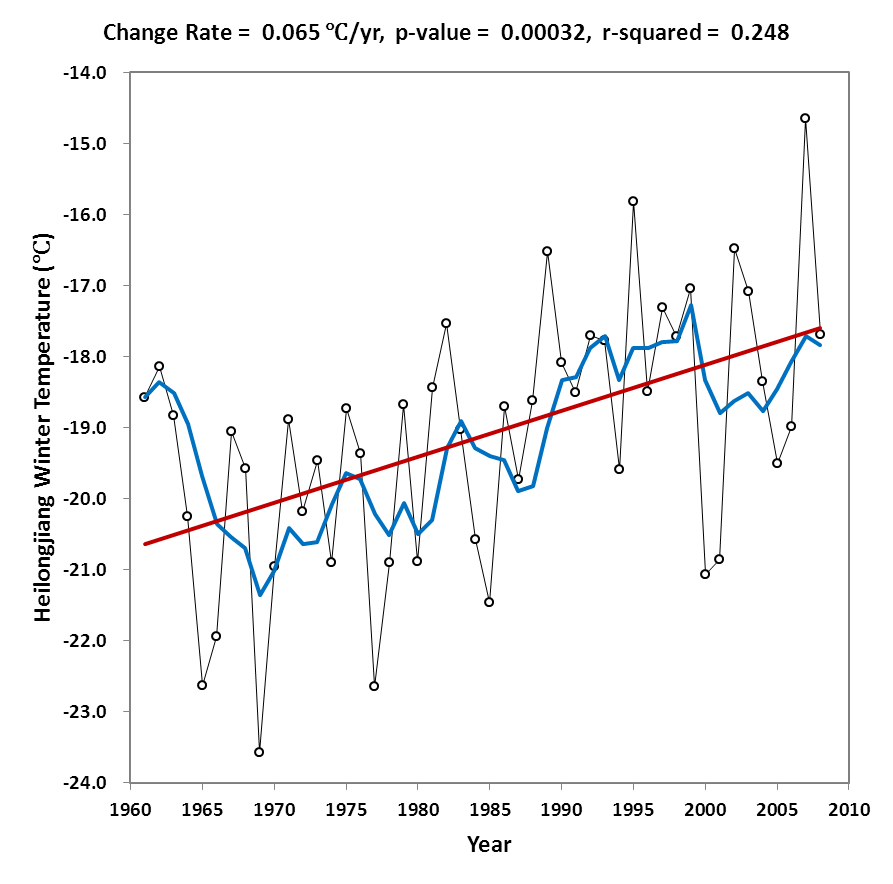 Change Rate = 0.065 ℃/yr, p-value = 0.00032, r-squared = 0.248
Heilongjiang Winter Temperature (℃)
-14.0
-15.0
-16.0
-17.0
-18.0
-19.0
-20.0
-21.0
-22.0
-23.0
-24.0
1960 1965 1970 1975 1980 1985 1990 1995 2000 2005 2010
Year